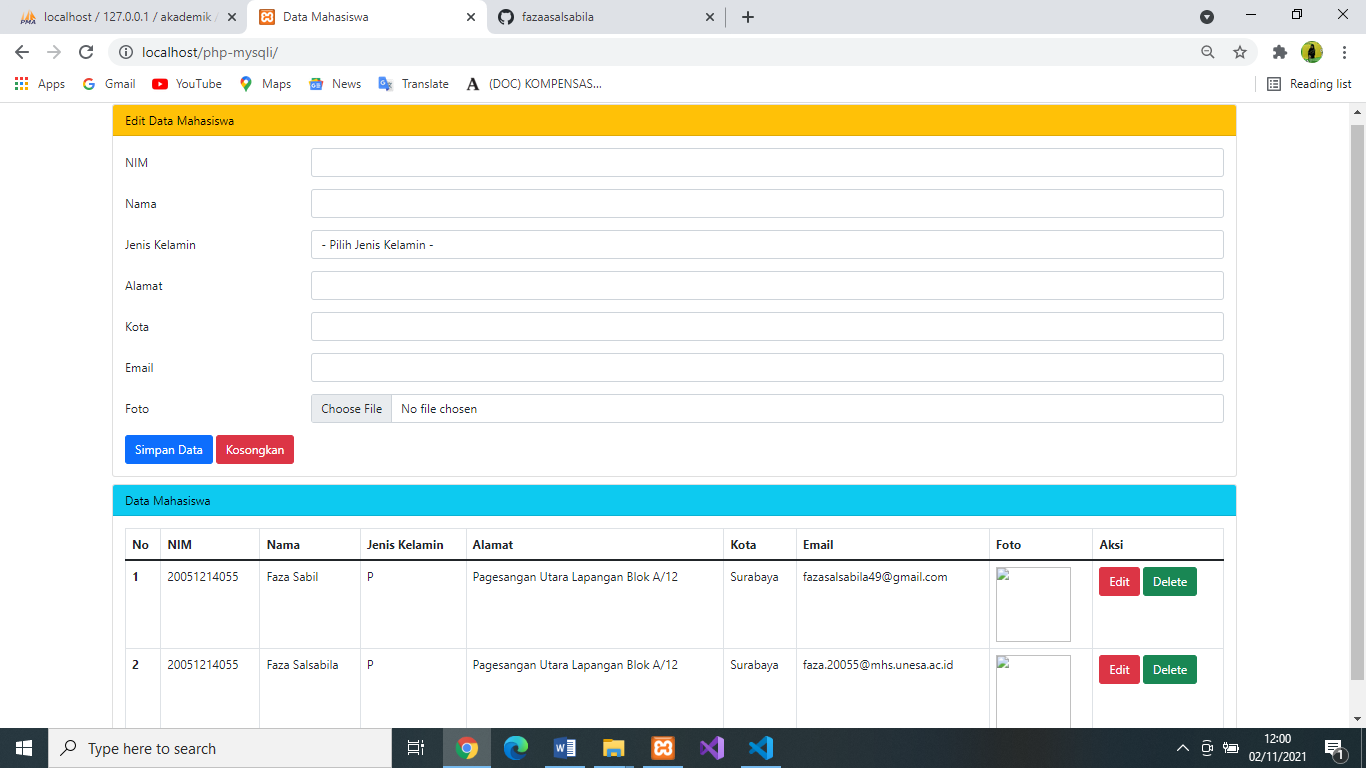 localhost / 127.0.0.1 / akademik / Data Mahasiswa fazaasalsabila
localhost/php-mysqli/
Apps Gmail YouTube Maps News Translate (DOC) KOMPENSAS... Reading list
Edit Data Mahasiswa
NIM
Nama
Jenis Kelamin - Pilih Jenis Kelamin -
Alamat
Kota
Email
Foto Choose File No file chosen
Simpan Data Kosongkan
Data Mahasiswa
No NIM Nama Jenis Kelamin Alamat Kota Email Foto Aksi
1 20051214055 Faza Sabil P Pagesangan Utara Lapangan Blok A/12 Surabaya fazasalsabila49@gmail.com Edit Delete
2 20051214055 Faza Salsabila P Pagesangan Utara Lapangan Blok A/12 Surabaya faza.20055@mhs.unesa.ac.id Edit Delete
Type here to search
12:00
02/11/2021
1